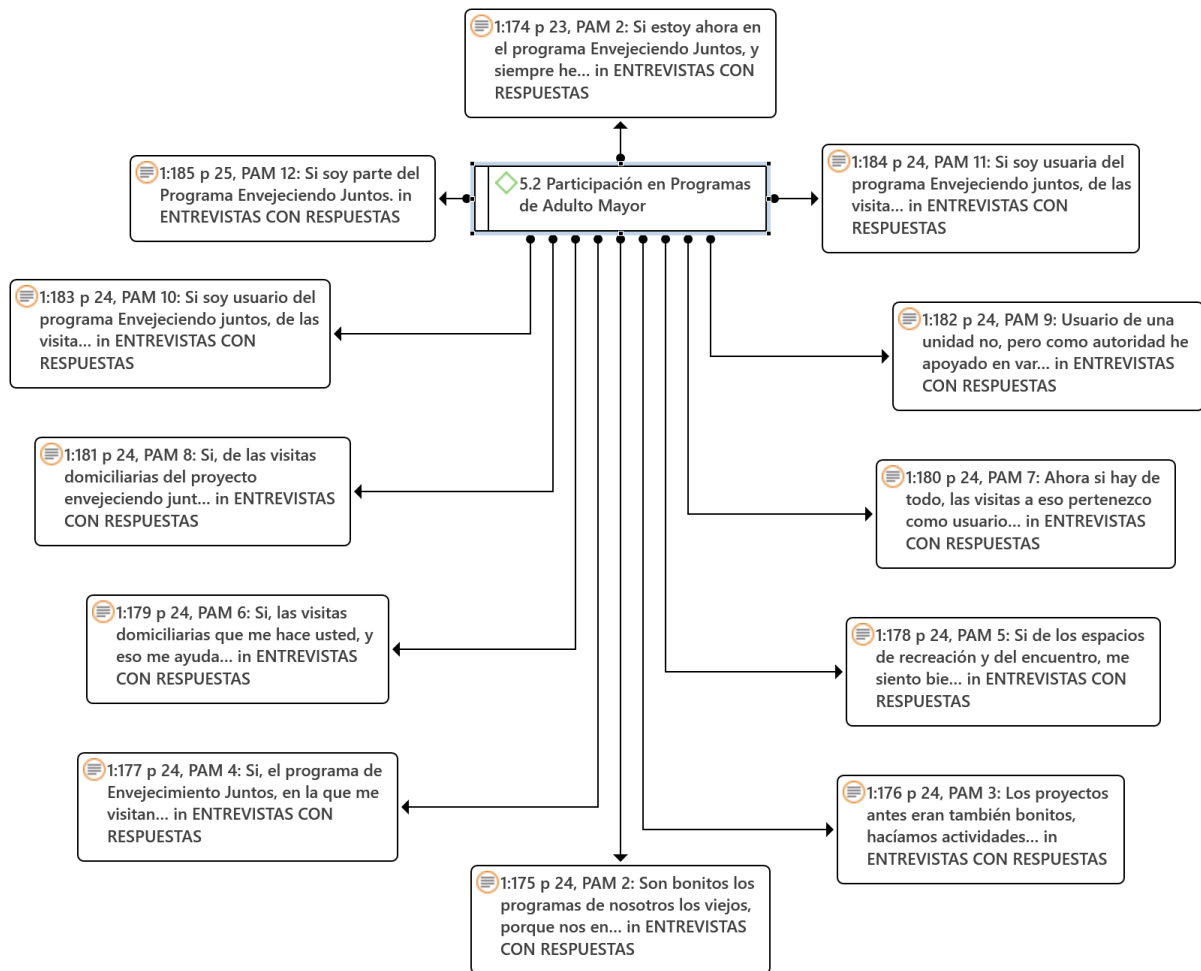 1:174 p 23, PAM 2: Si estoy ahora en
el programa Envejeciendo Juntos, y
siempre he... in ENTREVISTAS CON
RESPUESTAS
1:185 p 25, PAM 12: Si soy parte del
Programa Envejeciendo Juntos. in
ENTREVISTAS CON RESPUESTAS
5.2 Participación en Programas
de Adulto Mayor
1:184 p 24, PAM 11: Si soy usuaria del
programa Envejeciendo juntos, de las
visita... in ENTREVISTAS CON
RESPUESTAS
1:183 p 24, PAM 10: Si soy usuario del
programa Envejeciendo juntos, de las
visita... in ENTREVISTAS CON
RESPUESTAS
1:182 p 24, PAM 9: Usuario de una
unidad no, pero como autoridad he
apoyado en var... in ENTREVISTAS
CON RESPUESTAS
1:181 p 24, PAM 8: Si, de las visitas
domiciliarias del proyecto
envejeciendo junt... in ENTREVISTAS
CON RESPUESTAS
1:180 p 24, PAM 7: Ahora si hay de
todo, las visitas a eso pertenezco
como usuario... in ENTREVISTAS
CON RESPUESTAS
1:179 p 24, PAM 6: Si, las visitas
domiciliarias que me hace usted, y
eso me ayuda... in ENTREVISTAS
CON RESPUESTAS
1:178 p 24, PAM 5: Si de los espacios
de recreación y del encuentro, me
siento bie... in ENTREVISTAS CON
RESPUESTAS
1:177 p 24, PAM 4: Si, el programa de
Envejecimiento Juntos, en la que me
visitan... in ENTREVISTAS CON
RESPUESTAS
1:176 p 24, PAM 3: Los proyectos
antes eran también bonitos,
hacíamos actividades... in
ENTREVISTAS CON RESPUESTAS
1:175 p 24, PAM 2: Son bonitos los
programas de nosotros los viejos,
porque nos en... in ENTREVISTAS
CON RESPUESTAS